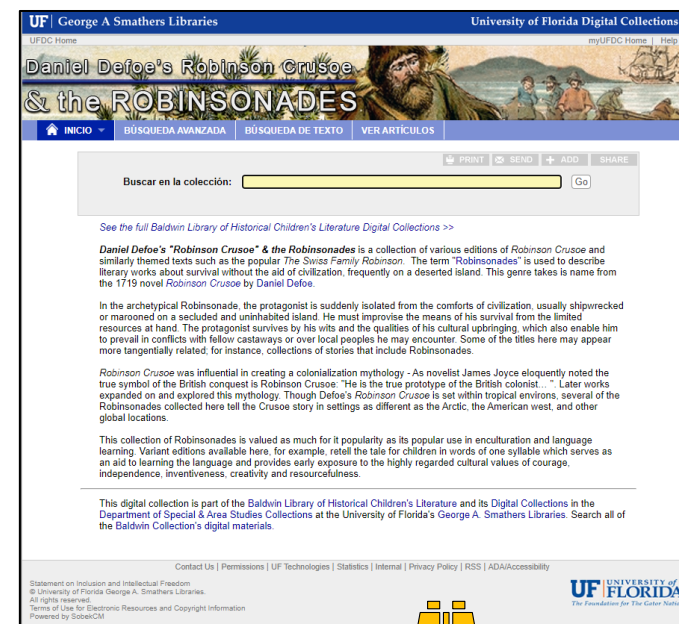 UF George A Smathers Libraries University of Florida Digital Collections
UFDC Home myUFDC Home | Help
Daniel Defoe's Robinson Crusoe
& the ROBINSONADES
INICIO BÚSQUEDA AVANZADA BÚSQUEDA DE TEXTO VER ARTÍCULOS
PRINT SEND ADD SHARE
Buscar en la colección: Go
See the full Baldwin Library of Historical Children's Literature Digital Collections >>
Daniel Defoe's "Robinson Crusoe" & the Robinsonades is a collection of various editions of Robinson Crusoe and
similarly themed texts such as the popular The Swiss Family Robinson. The term "Robinsonades" is used to describe
literary works about survival without the aid of civilization, frequently on a deserted island. This genre takes is name from
the 1719 novel Robinson Crusoe by Daniel Defoe.
In the archetypical Robinsonade, the protagonist is suddenly isolated from the comforts of civilization, usually shipwrecked
or marooned on a secluded and uninhabited island. He must improvise the means of his survival from the limited
resources at hand. The protagonist survives by his wits and the qualities of his cultural upbringing, which also enable him
to prevail in conflicts with fellow castaways or over local peoples he may encounter. Some of the titles here may appear
more tangentially related; for instance, collections of stories that include Robinsonades.
Robinson Crusoe was influential in creating a colonialization mythology - As novelist James Joyce eloquently noted the
true symbol of the British conquest is Robinson Crusoe: "He is the true prototype of the British colonist… ". Later works
expanded on and explored this mythology. Though Defoe's Robinson Crusoe is set within tropical environs, several of the
Robinsonades collected here tell the Crusoe story in settings as different as the Arctic, the American west, and other
global locations.
This collection of Robinsonades is valued as much for it popularity as its popular use in enculturation and language
learning. Variant editions available here, for example, retell the tale for children in words of one syllable which serves as
an aid to learning the language and provides early exposure to the highly regarded cultural values of courage,
independence, inventiveness, creativity and resourcefulness.
This digital collection is part of the Baldwin Library of Historical Children's Literature and its Digital Collections in the
Department of Special & Area Studies Collections at the University of Florida's George A. Smathers Libraries. Search all of
the Baldwin Collection's digital materials.
Contact Us | Permissions | UF Technologies | Statistics | Internal | Privacy Policy | RSS | ADA/Accessibility
Statement on Inclusion and Intellectual Freedom
© University of Florida George A. Smathers Libraries.
All rights reserved.
Terms of Use for Electronic Resources and Copyright Information
Powered by SobekCM
UF UNIVERSITY of
FLORIDA
The Foundation for The Gator Nation